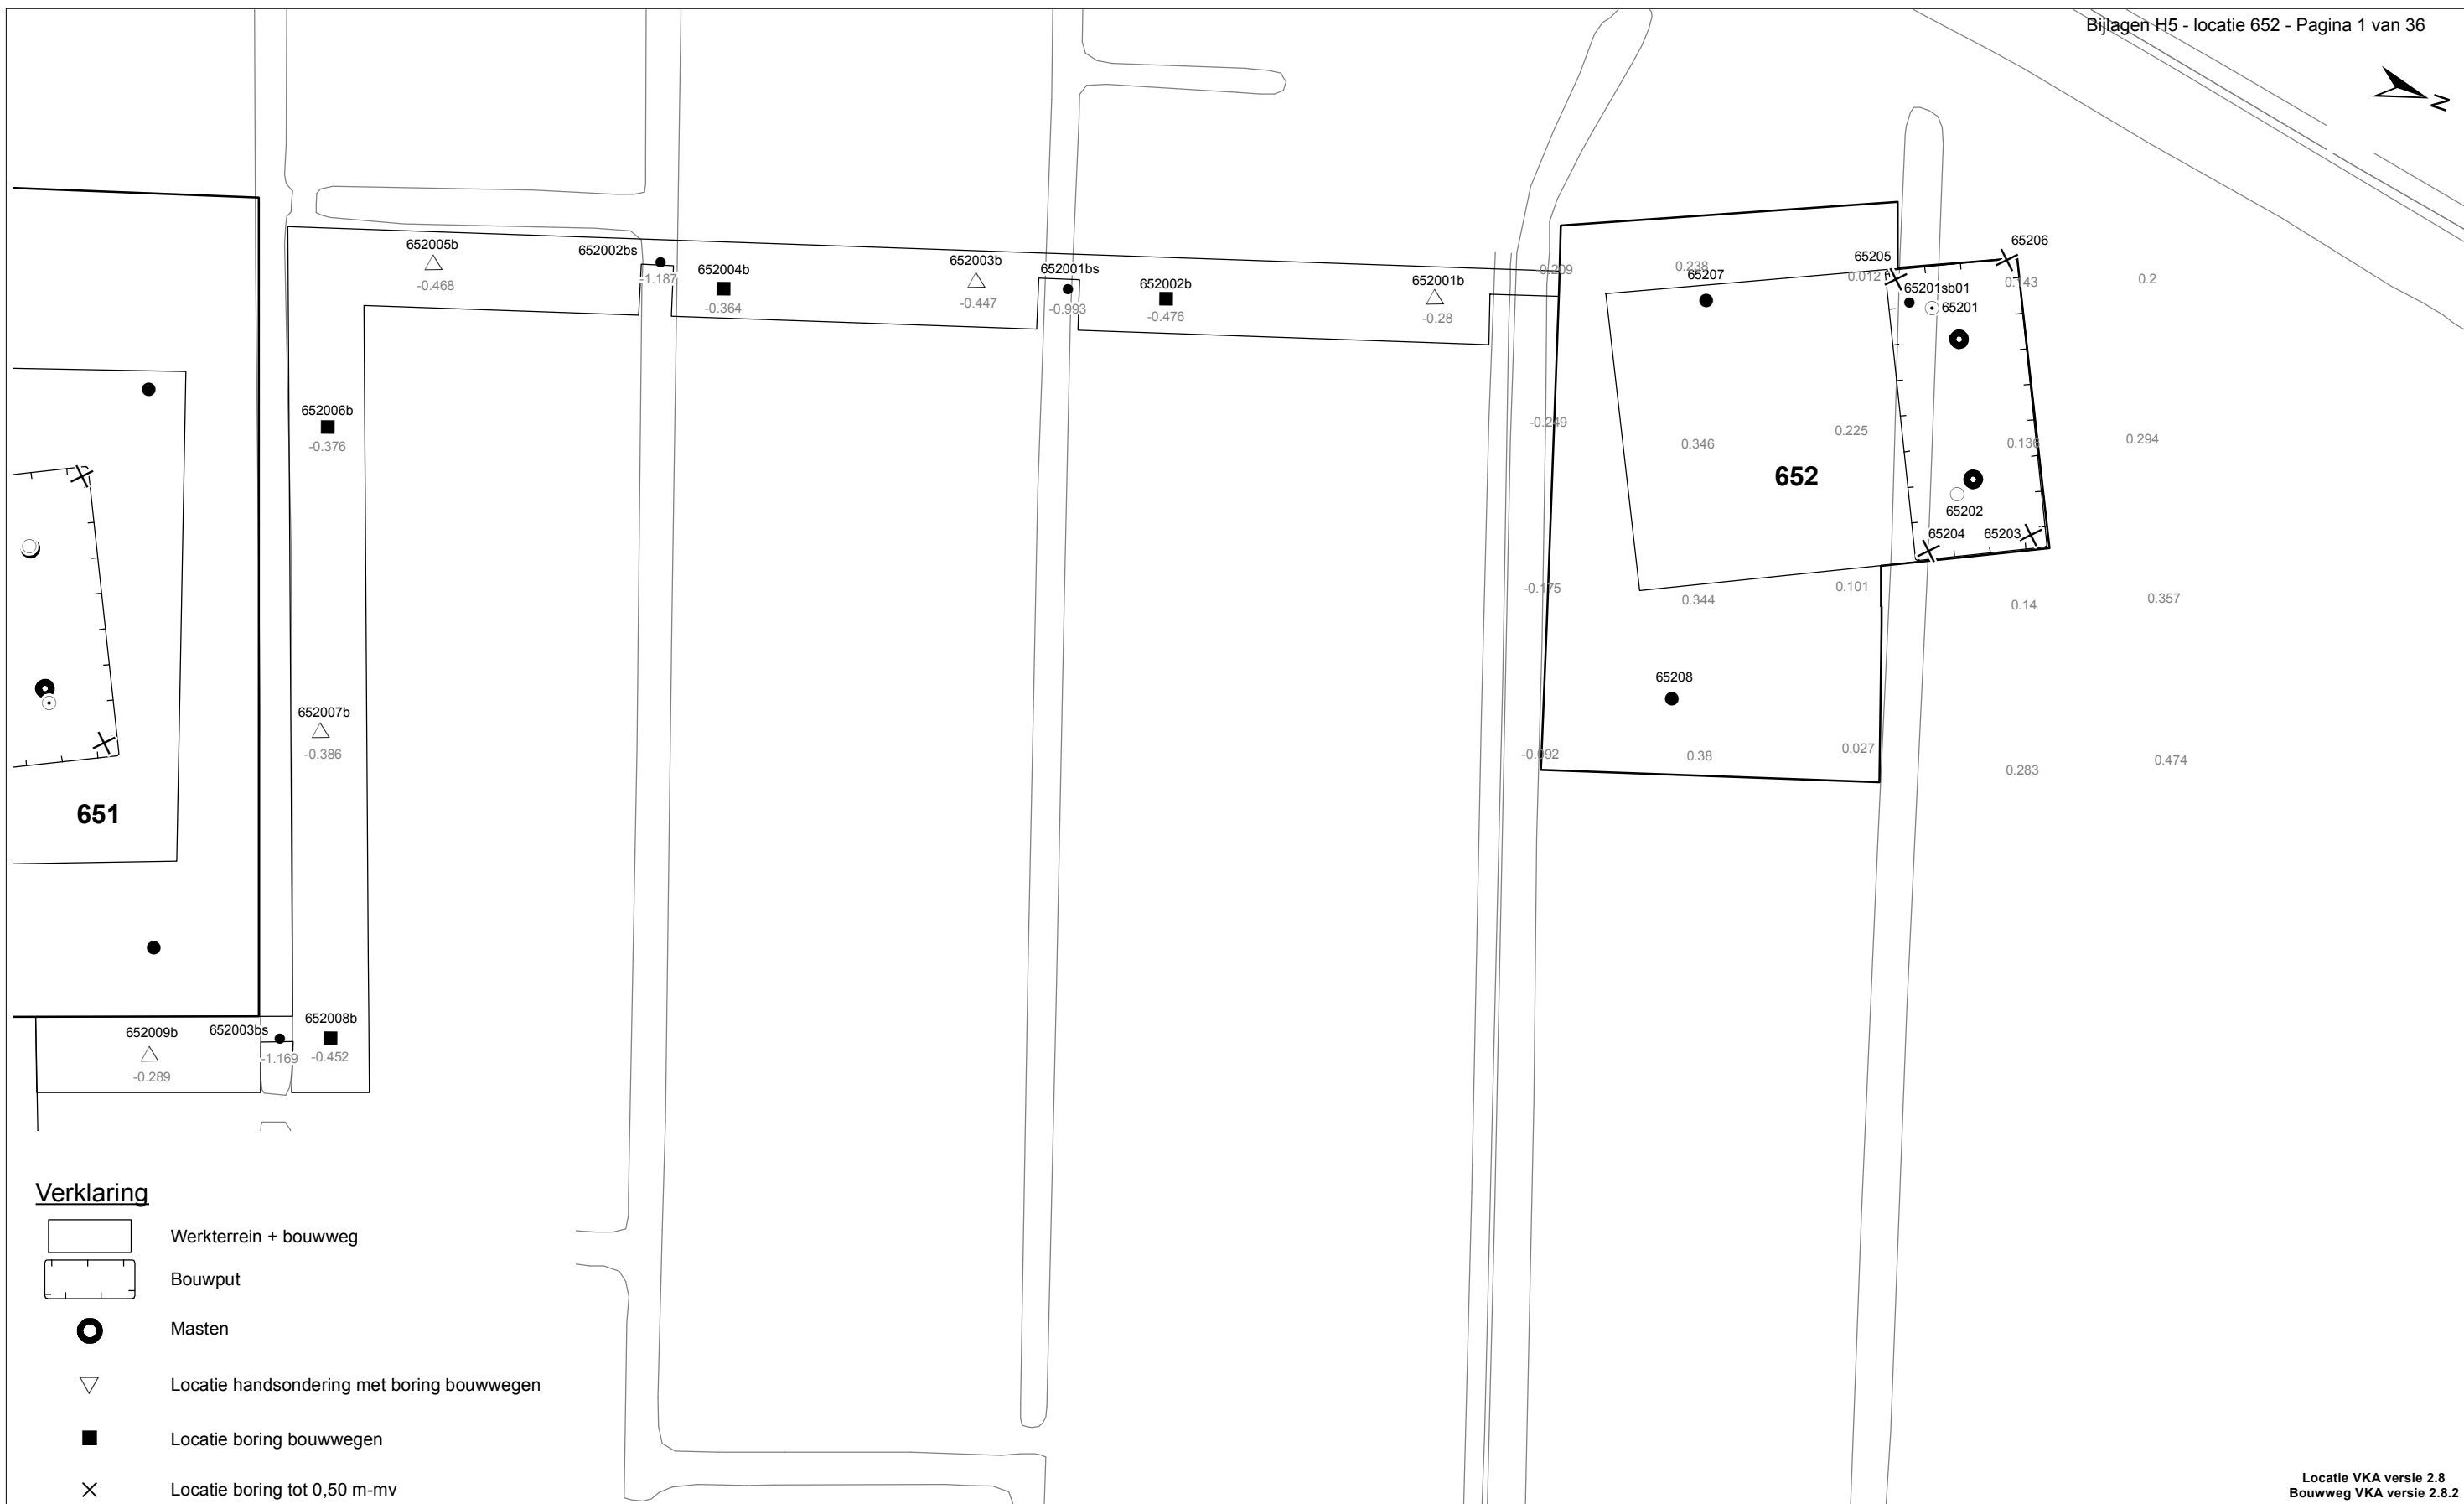 Bijlagen H5 - locatie 652 - Pagina 1 van 36
N
652005b
-0.468
652002bs
-1.187
652004b
-0.364
652003b
-0.447
652001bs
-0.993
652002b
-0.476
652001b
-0.28
-0.209
0.238
65207
65205
0.012
65206
65201sb01
65201
0.143
0.2
652006b
-0.376
-0.249
0.346
0.225
0.136
0.294
652
65202
65204
65203
-0.175
0.344
0.101
0.14
0.357
65208
652007b
-0.386
-0.092
0.38
0.027
0.283
0.474
651
652009b
-0.289
652003bs
-1.169
652008b
-0.452
Verklaring
Werkterrein + bouwweg
Bouwput
Masten
Locatie handsondering met boring bouwwegen
Locatie boring bouwwegen
Locatie boring tot 0,50 m-mv
Locatie VKA versie 2.8
Bouwweg VKA versie 2.8.2